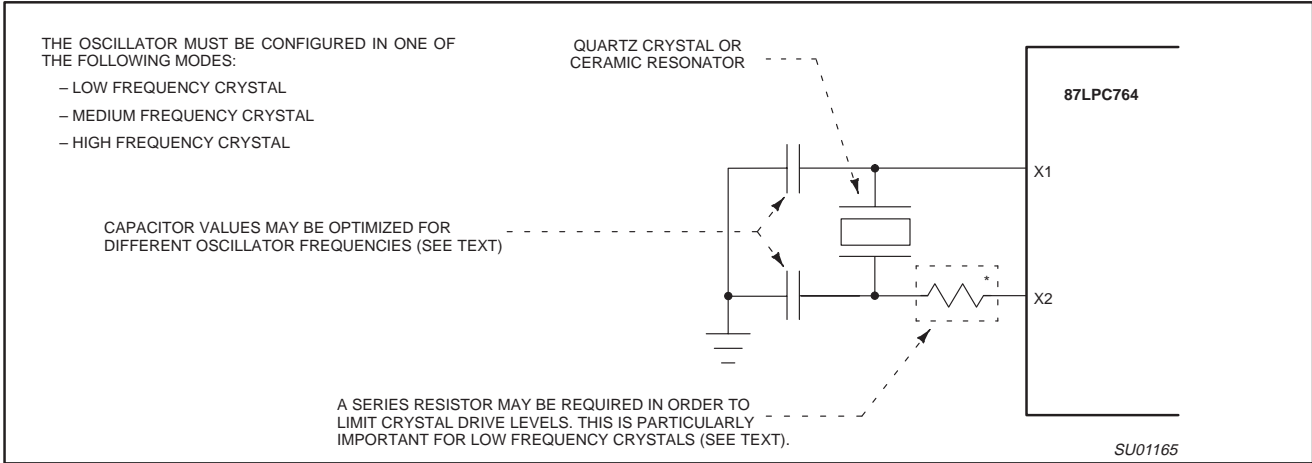 THE OSCILLATOR MUST BE CONFIGURED IN ONE OF
THE FOLLOWING MODES:
– LOW FREQUENCY CRYSTAL
– MEDIUM FREQUENCY CRYSTAL
– HIGH FREQUENCY CRYSTAL
QUARTZ CRYSTAL OR
CERAMIC RESONATOR
87LPC764
X1
CAPACITOR VALUES MAY BE OPTIMIZED FOR
DIFFERENT OSCILLATOR FREQUENCIES (SEE TEXT)
*
X2
A SERIES RESISTOR MAY BE REQUIRED IN ORDER TO
LIMIT CRYSTAL DRIVE LEVELS. THIS IS PARTICULARLY
IMPORTANT FOR LOW FREQUENCY CRYSTALS (SEE TEXT).
SU01165